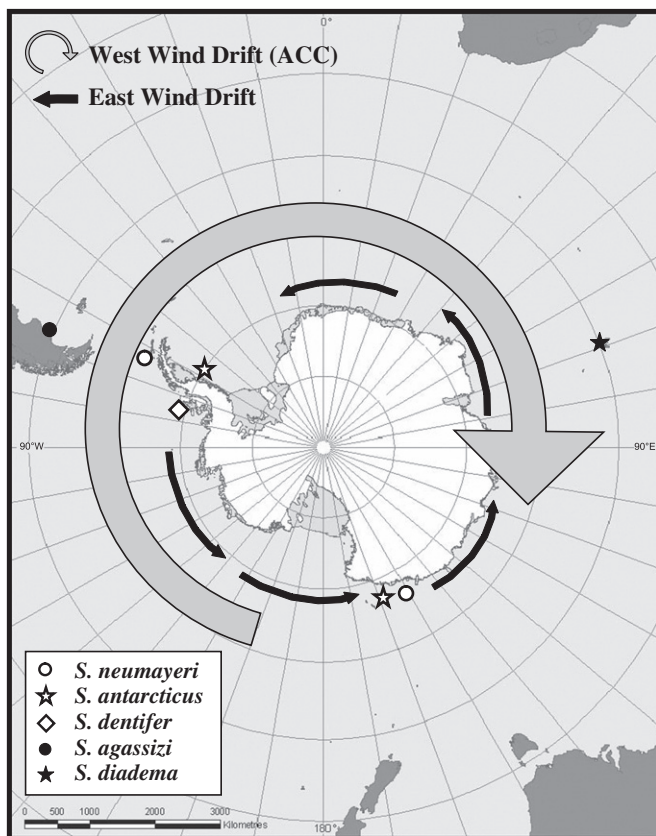 0°
West Wind Drift (ACC)
East Wind Drift
90°W
90°E
S. neumayeri
S. antarcticus
S. dentifer
S. agassizi
S. diadema
0 500 1000 2000 3000
Kilometres
180°